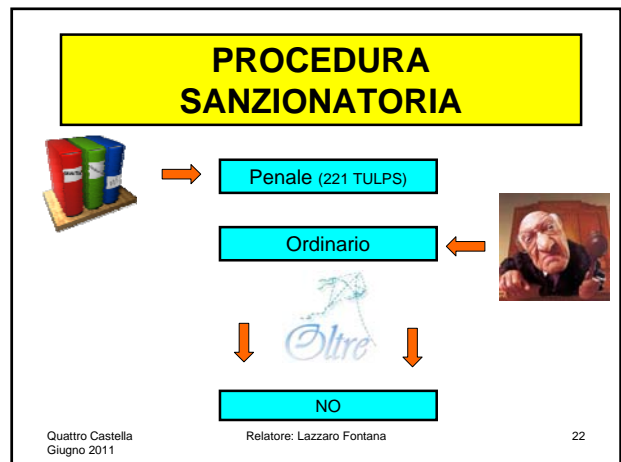 PROCEDURA
SANZIONATORIA
Penale (221 TULPS)
Ordinario
Oltre
NO
Quattro Castella
Giugno 2011
Relatore: Lazzaro Fontana
22